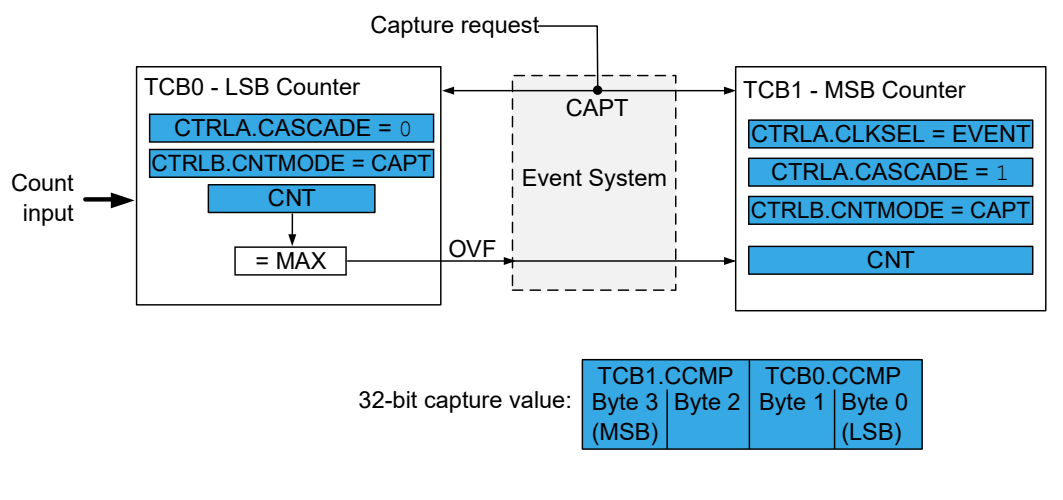 Capture request
TCB0 - LSB Counter
CTRLA.CASCADE = 0
CTRLB.CNTMODE = CAPT
CNT
= MAX
Count
input
OVF
CAPT
Event System
TCB1 - MSB Counter
CTRLA.CLKSEL = EVENT
CTRLA.CASCADE = 1
CTRLB.CNTMODE = CAPT
CNT
32-bit capture value:
TCB1.CCMP TCB0.CCMP
Byte 3 Byte 2 Byte 1 Byte 0
(MSB) (LSB)